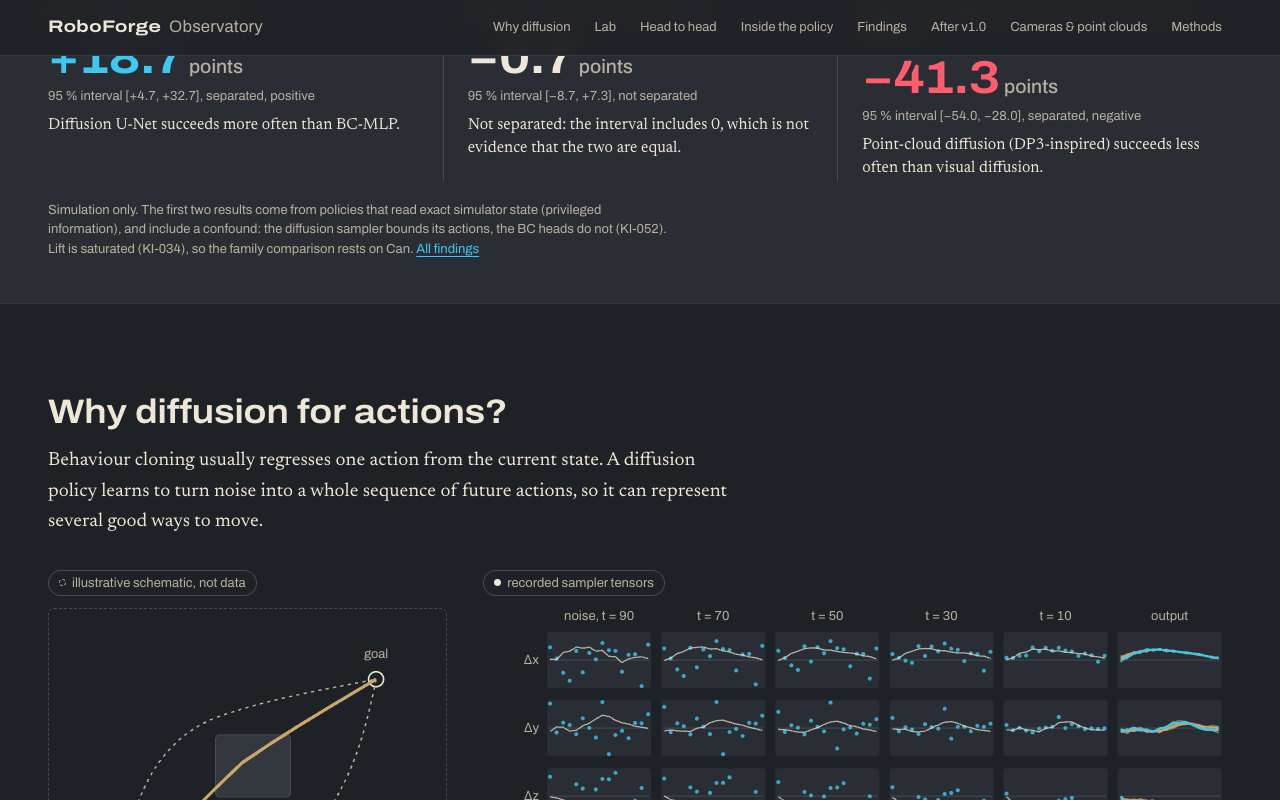 RoboForge Observatory
Why diffusion Lab Head to head Inside the policy Findings After v1.0 Cameras & point clouds Methods
+18.7 points
95 % interval [+4.7, +32.7], separated, positive
Diffusion U-Net succeeds more often than BC-MLP.
−0.7 points
95 % interval [−8.7, +7.3], not separated
Not separated: the interval includes 0, which is not
evidence that the two are equal.
−41.3 points
95 % interval [−54.0, −28.0], separated, negative
Point-cloud diffusion (DP3-inspired) succeeds less
often than visual diffusion.
Simulation only. The first two results come from policies that read exact simulator state (privileged
information), and include a confound: the diffusion sampler bounds its actions, the BC heads do not (KI-052).
Lift is saturated (KI-034), so the family comparison rests on Can. All findings
Why diffusion for actions?
Behaviour cloning usually regresses one action from the current state. A diffusion
policy learns to turn noise into a whole sequence of future actions, so it can represent
several good ways to move.
illustrative schematic, not data
goal
recorded sampler tensors
noise, t = 90 t = 70 t = 50 t = 30 t = 10 output
Δx
Δy
Δz